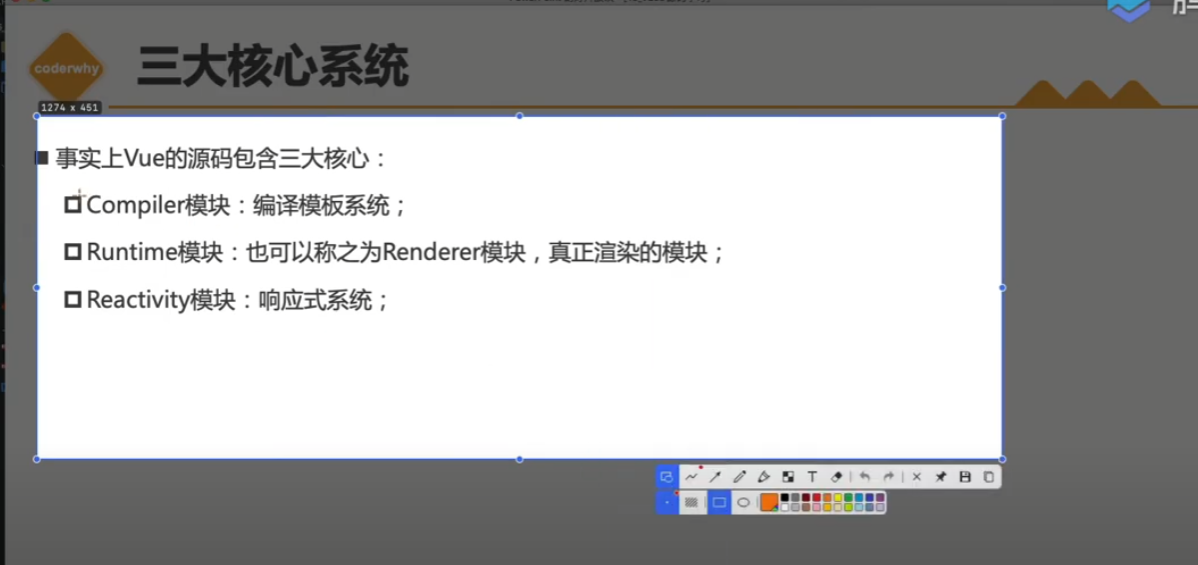 coderwhy
三大核心系统
1274 x 451
事实上Vue的源码包含三大核心：
Compiler模块：编译模板系统；
Runtime模块：也可以称之为Renderer模块，真正渲染的模块；
Reactivity模块：响应式系统；
T